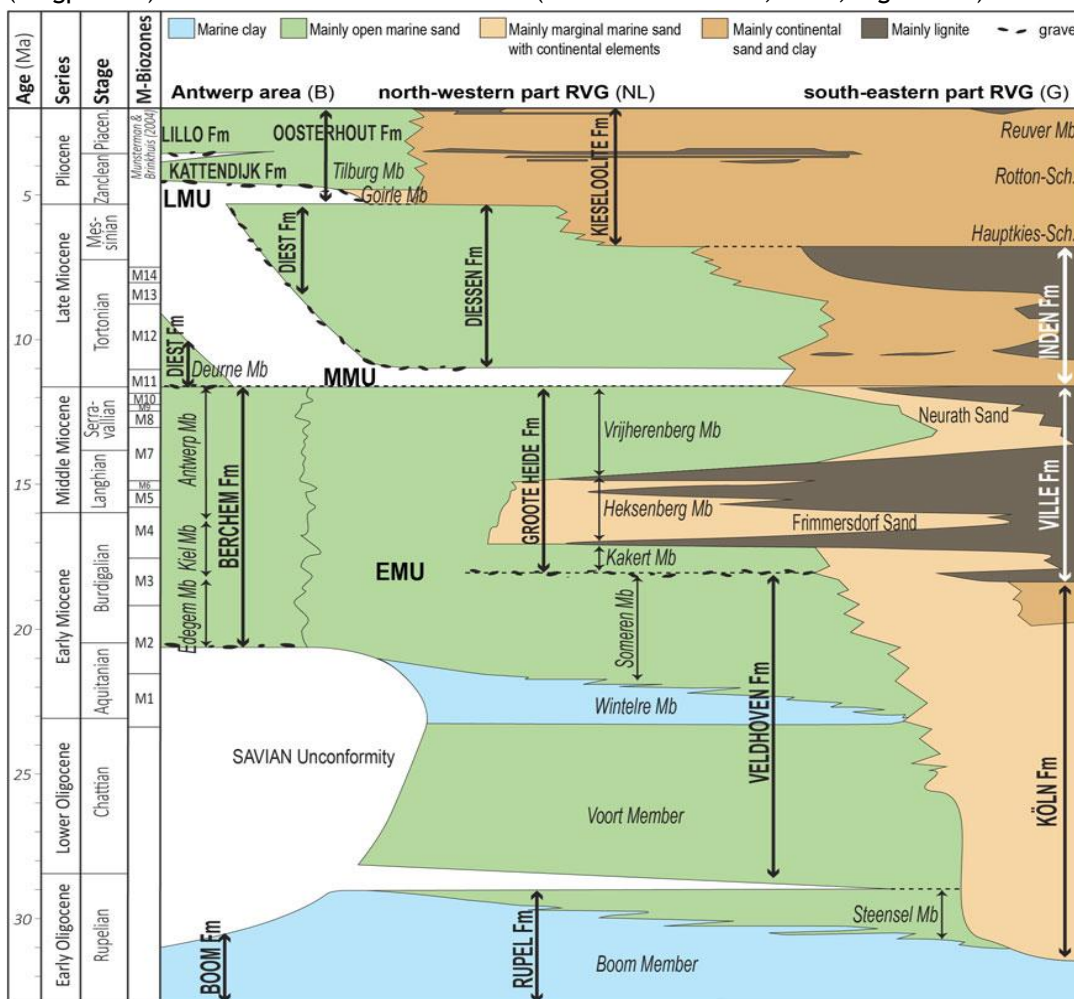 Marine clay
Mainly open marine sand
Mainly marginal marine sand
with continental elements
Mainly continental
sand and clay
Mainly lignite
grave
Age (Ma)
Series
Stage
M-Biozones
Munsterman &
Brinkhuis (2004)
Antwerp area (B)
north-western part RVG (NL)
south-eastern part RVG (G)
5
10
15
20
25
30
Pliocene
Late Miocene
Middle Miocene
Early Miocene
Lower Oligocene
Early Oligocene
Piacen.
Zanclean
Mes-
sinian
Tortonian
Serra-
vallian
Langhian
Burdigalian
Aquitanian
Chattian
Rupelian
M14
M13
M12
M11
M10
M9
M8
M7
M6
M5
M4
M3
M2
M1
LILLO Fm
OOSTERHOUT Fm
KATTENDIJK Fm
Tilburg Mb
Goirle Mb
LMU
KIESELOOLITE Fm
Reuver Mb
Rotton-Sch.
Hauptkies-Sch.
DIEST Fm
DIESSEN Fm
INDEN Fm
DIEST Fm
Deurne Mb
MMU
Antwerp Mb
Kiel Mb
Edegem Mb
BERCHEM Fm
EMU
GROOTE HEIDE Fm
Vrijherenberg Mb
Heksenberg Mb
Kakert Mb
Neurath Sand
Frimmersdorf Sand
VILLE Fm
Someren Mb
Wintelre Mb
VELDHOVEN Fm
SAVIAN Unconformity
Voort Member
KÖLN Fm
Steensel Mb
BOOM Fm
RUPEL Fm
Boom Member